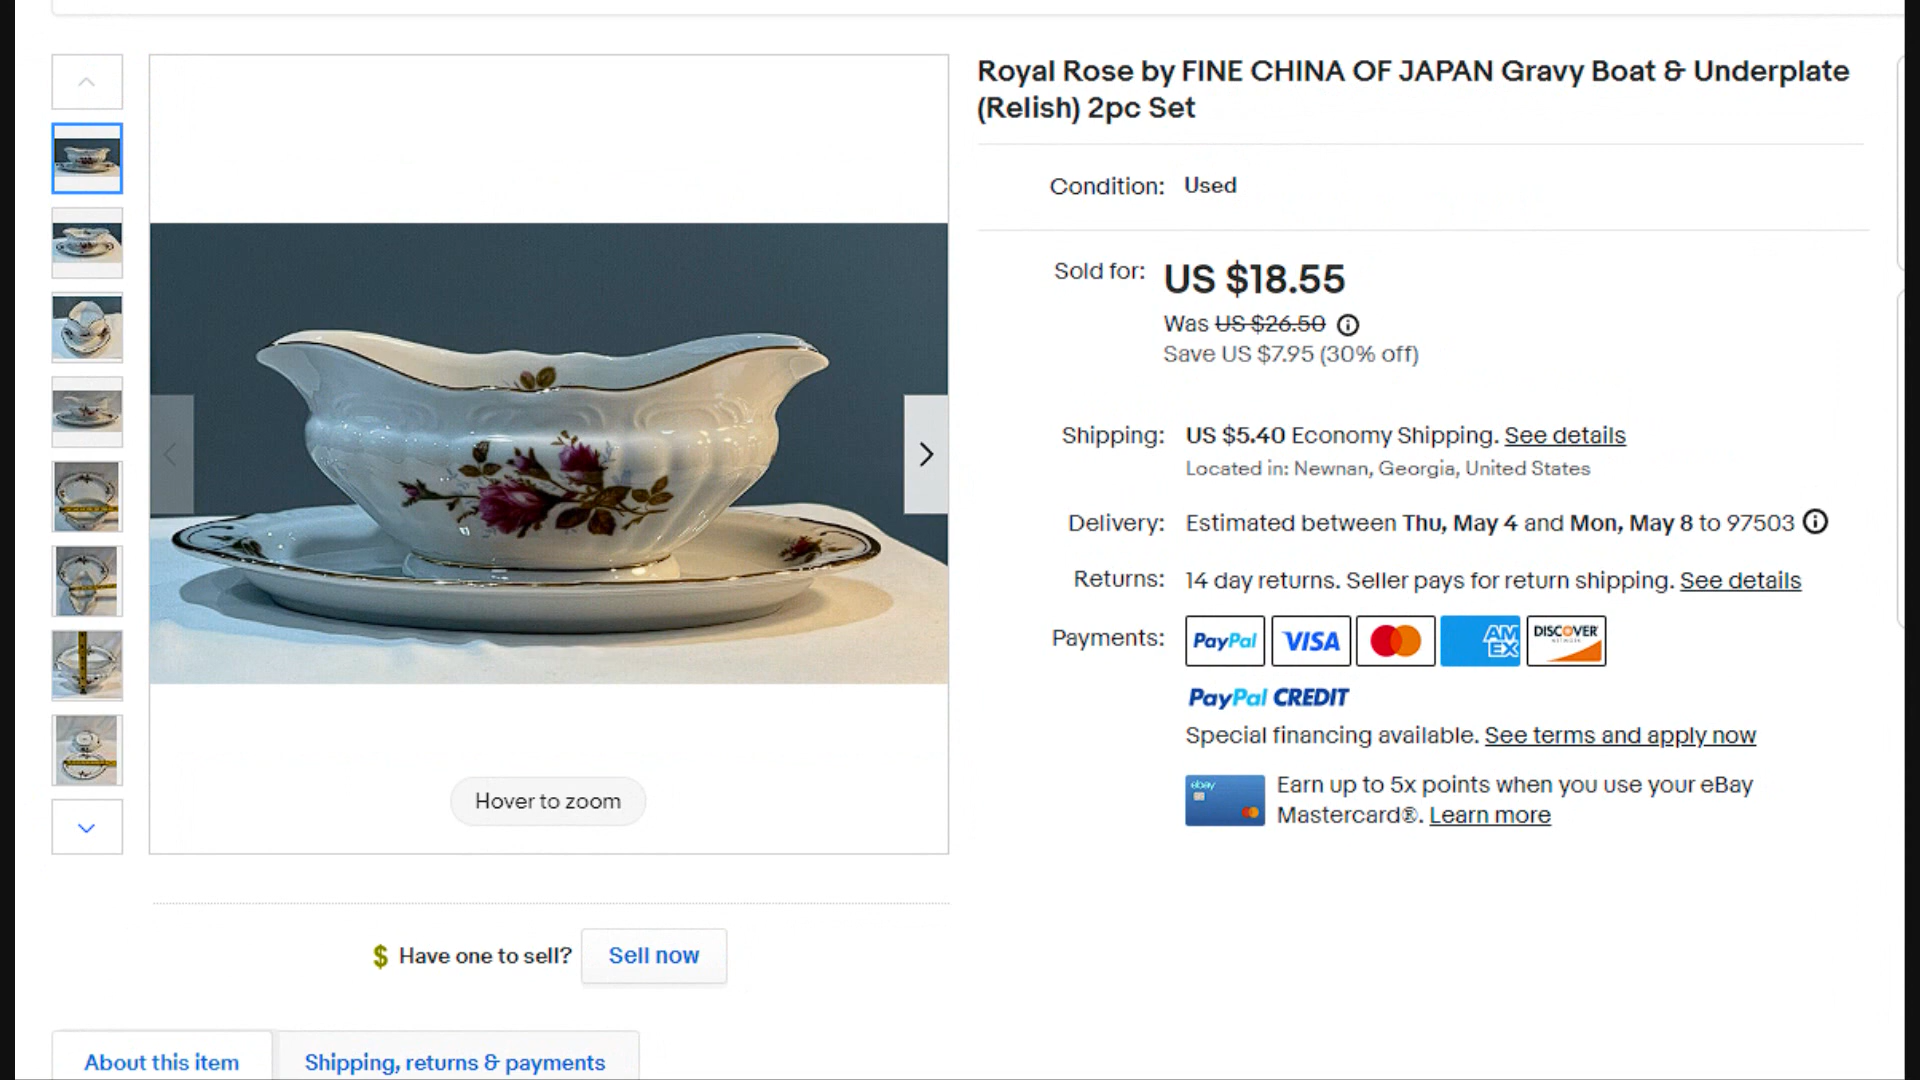 Royal Rose by FINE CHINA OF JAPAN Gravy Boat & Underplate
(Relish) 2pc Set
Condition: Used
Sold for: US $18.55
Was US $26.50
Save US $7.95 (30% off)
Shipping: US $5.40 Economy Shipping. See details
Located in: Newnan, Georgia, United States
Delivery: Estimated between Thu, May 4 and Mon, May 8 to 97503
Returns: 14 day returns. Seller pays for return shipping. See details
Payments: PayPal VISA AM EX DISCOVER NETWORK
PayPal CREDIT
Special financing available. See terms and apply now
ebay
Earn up to 5x points when you use your eBay
Mastercard®. Learn more
Hover to zoom
$ Have one to sell? Sell now
About this item Shipping, returns & payments